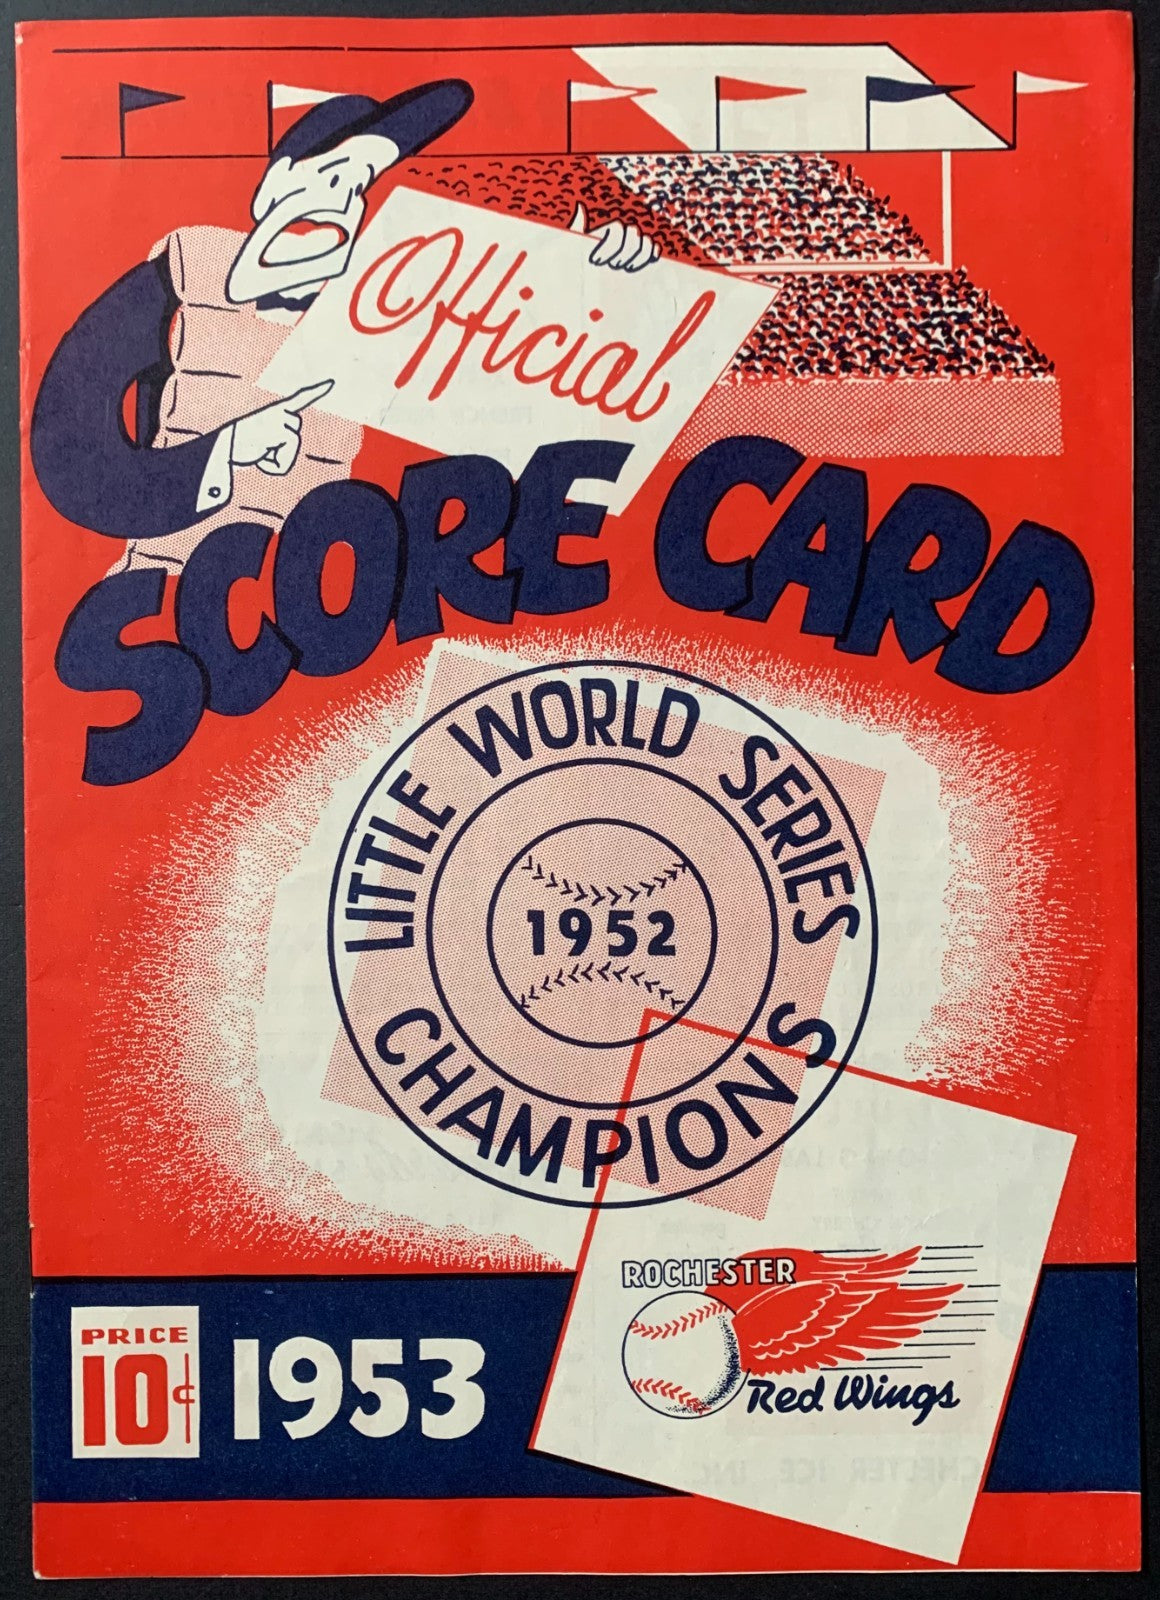 Official
SCORE CARD
LITTLE WORLD SERIES
1952
CHAMPIONS
ROCHESTER
Red Wings
PRICE
10¢
1953